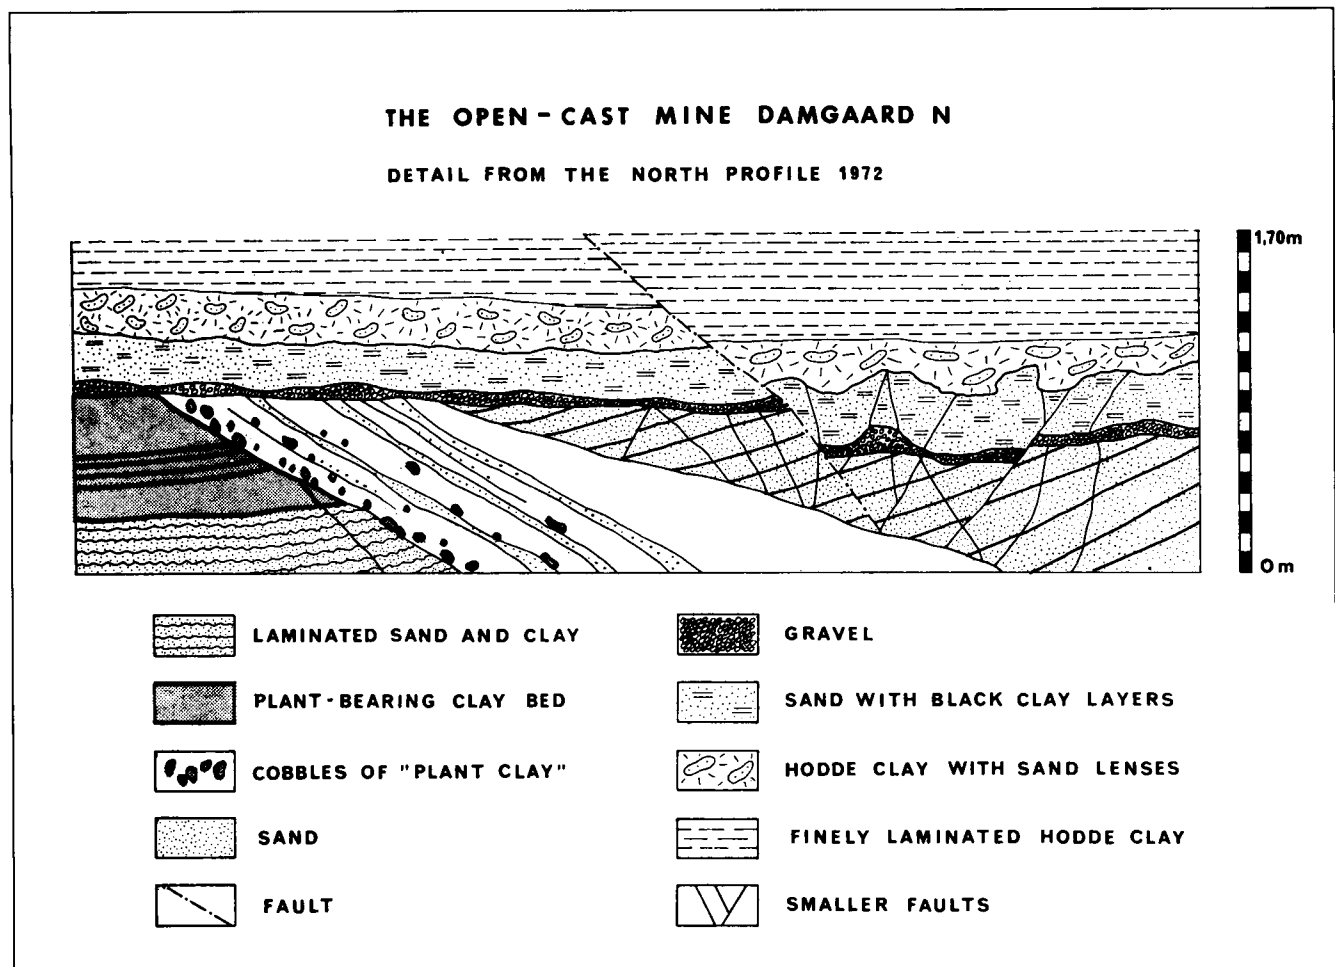 THE OPEN-CAST MINE DAMGAARD N
DETAIL FROM THE NORTH PROFILE 1972
1,70m
0 m
LAMINATED SAND AND CLAY
PLANT-BEARING CLAY BED
COBBLES OF "PLANT CLAY"
SAND
FAULT
GRAVEL
SAND WITH BLACK CLAY LAYERS
HODDE CLAY WITH SAND LENSES
FINELY LAMINATED HODDE CLAY
SMALLER FAULTS